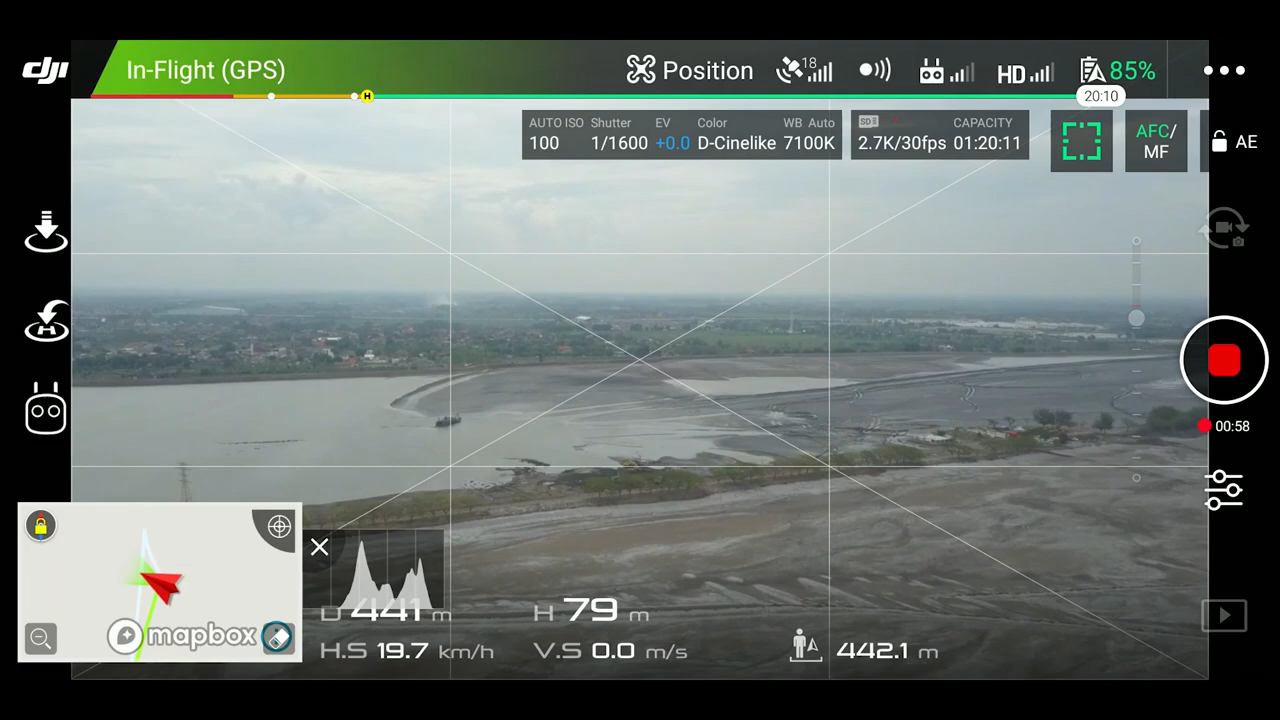 dji In-Flight (GPS) Position 18 HD 85%
H 20:10
AUTO ISO Shutter EV Color WB Auto CAPACITY
100 1/1600 +0.0 D-Cinelike 7100K 2.7K/30fps 01:20:11
AFC/
MF
AE
H
00:58
D 441 m H 79 m
mapbox
H.S 19.7 km/h V.S 0.0 m/s 442.1 m